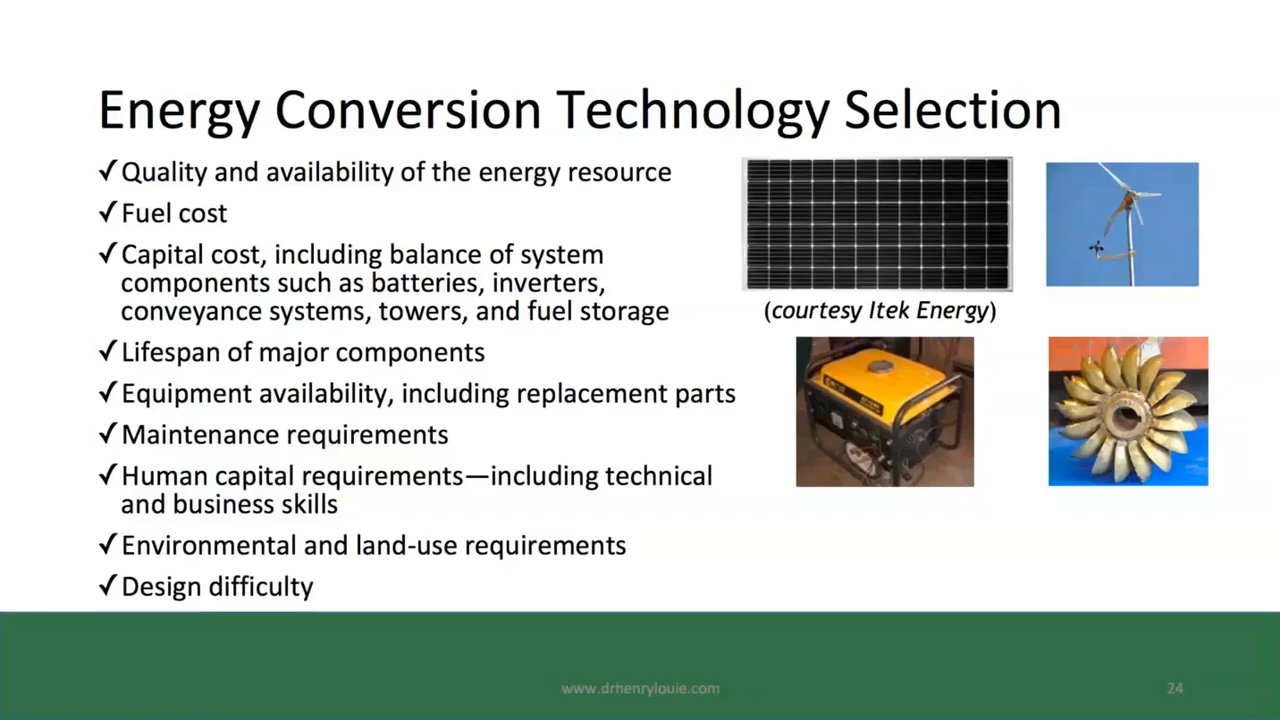 Energy Conversion Technology Selection
✓Quality and availability of the energy resource
✓Fuel cost
✓Capital cost, including balance of system
components such as batteries, inverters,
conveyance systems, towers, and fuel storage
✓Lifespan of major components
✓Equipment availability, including replacement parts
✓Maintenance requirements
✓Human capital requirements—including technical
and business skills
✓Environmental and land-use requirements
✓Design difficulty
(courtesy Itek Energy)
www.drhenrylouie.com
24